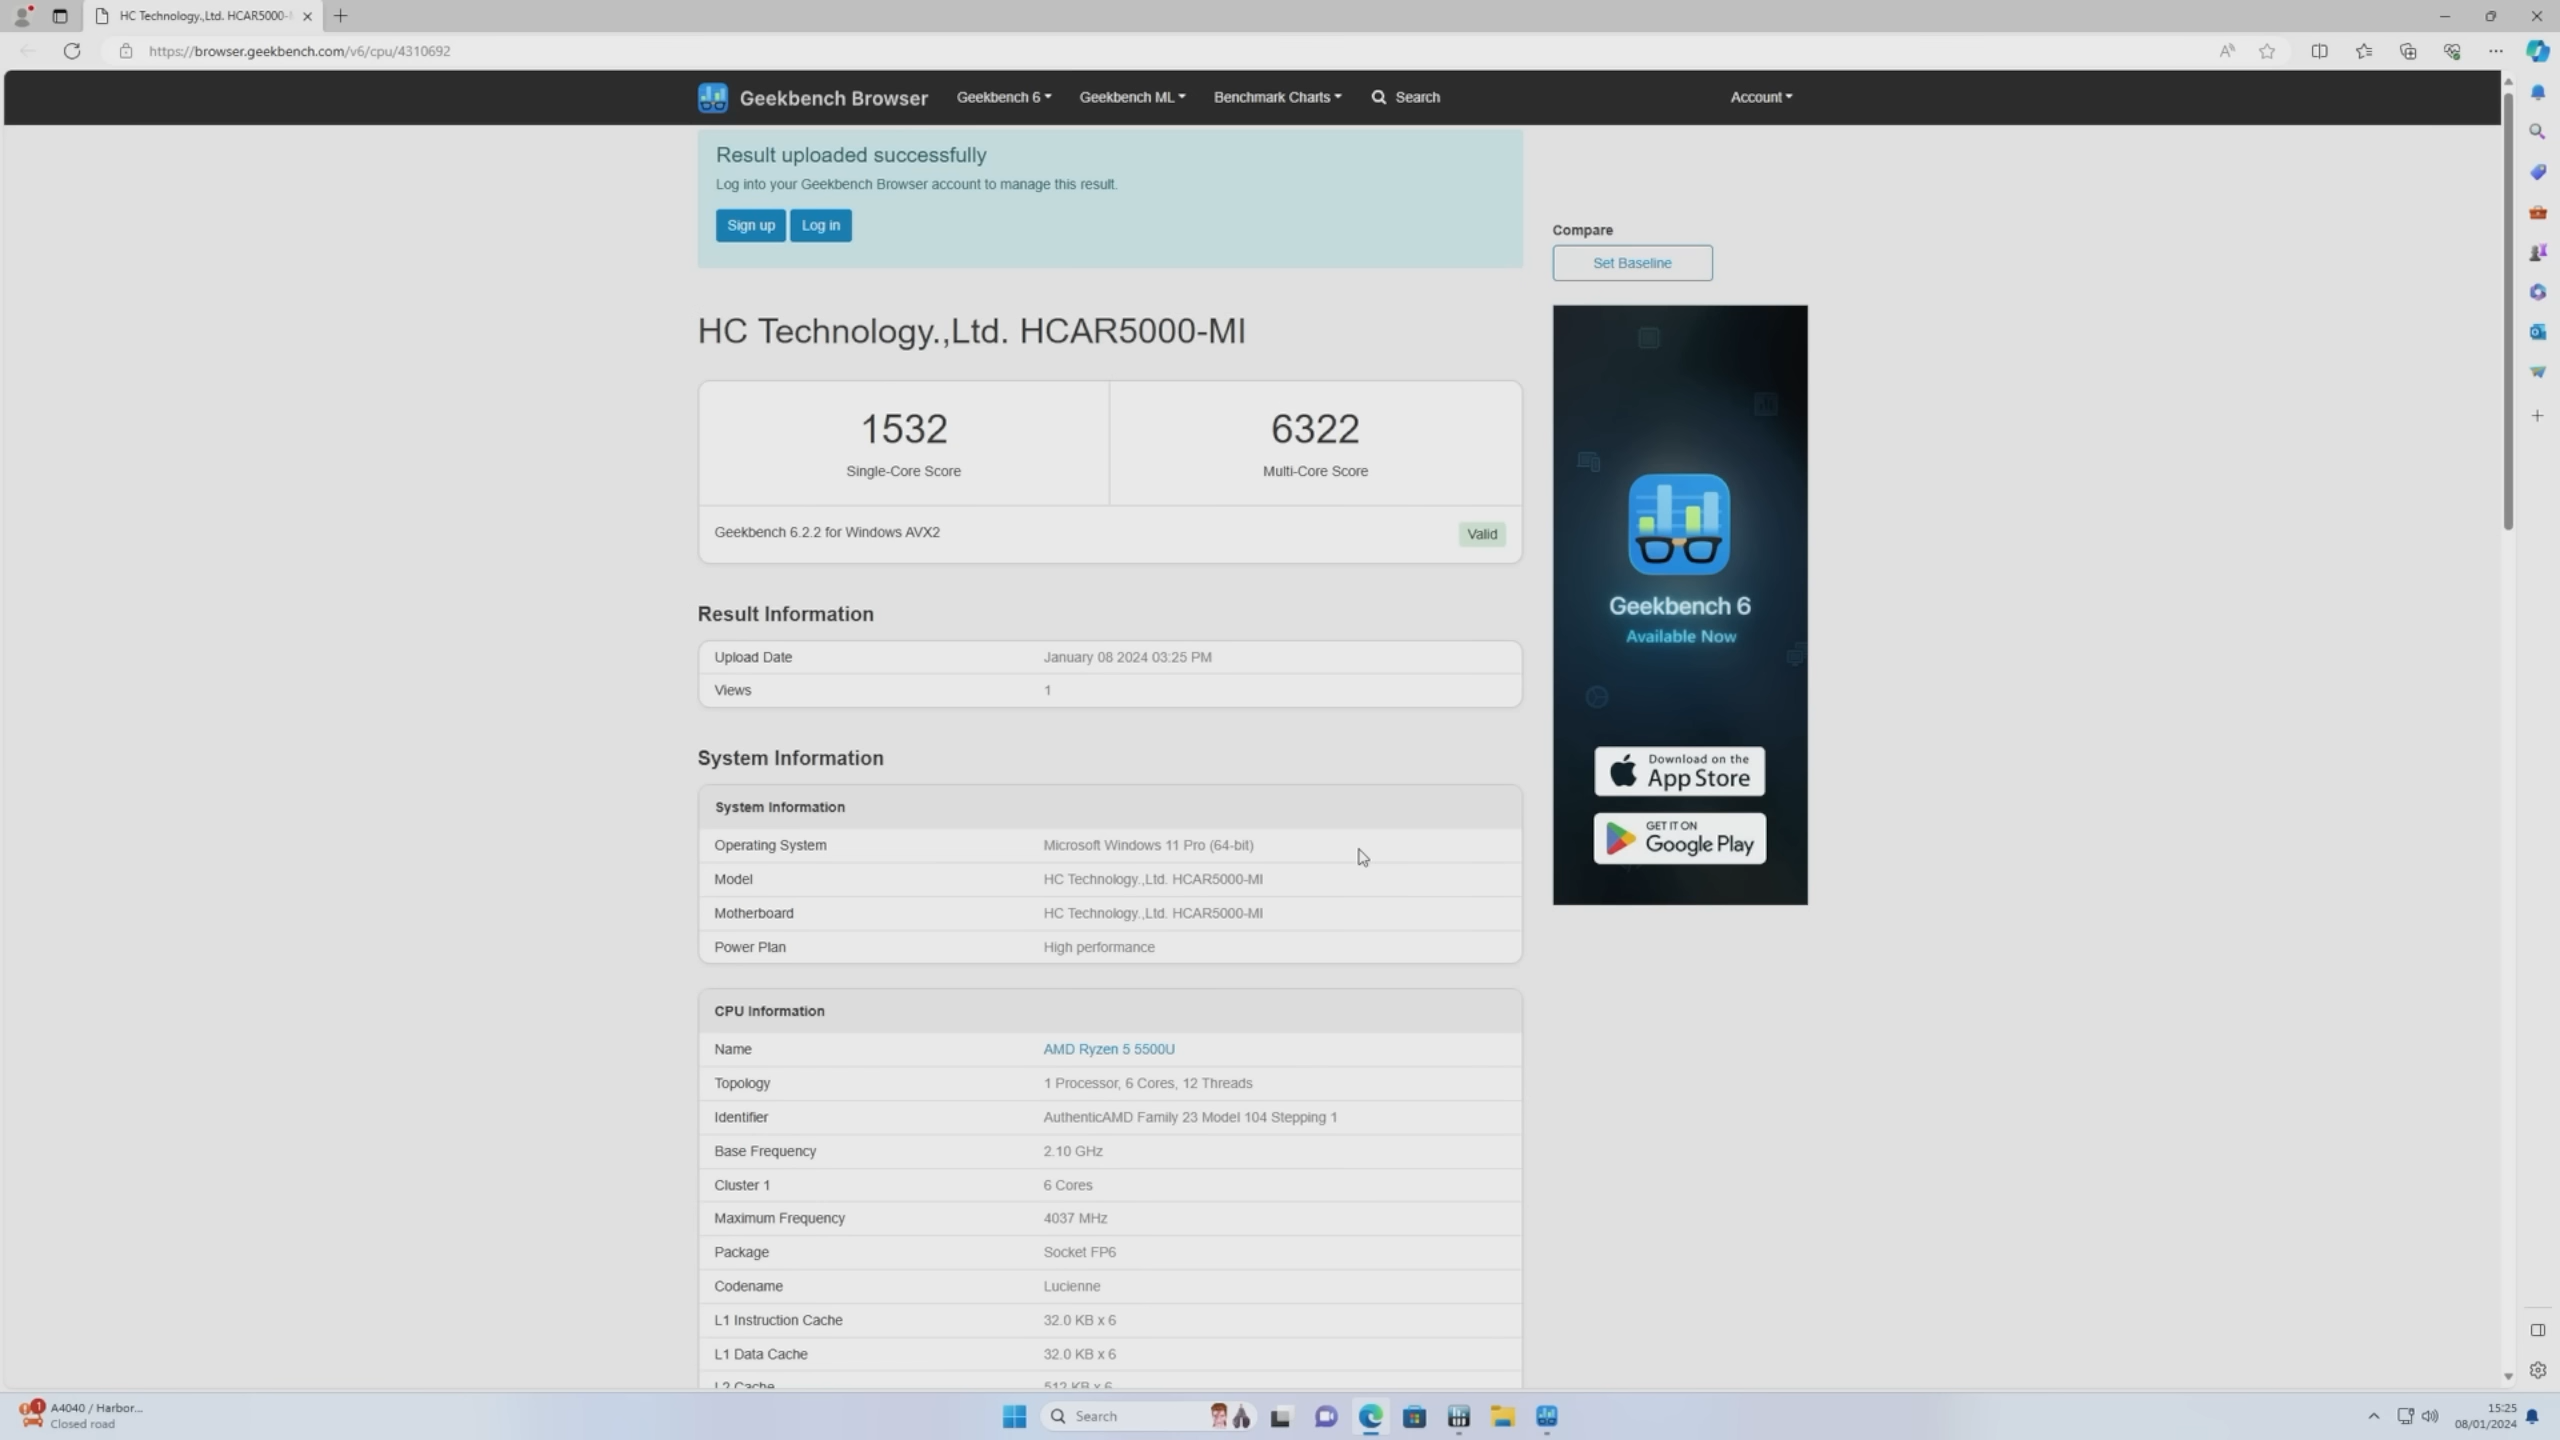 HC Technology.,Ltd. HCAR5000-
https://browser.geekbench.com/v6/cpu/4310692
Geekbench Browser
Geekbench 6
Geekbench ML
Benchmark Charts
Search
Account
Result uploaded successfully
Log into your Geekbench Browser account to manage this result.
Sign up
Log in
Compare
Set Baseline
HC Technology.,Ltd. HCAR5000-MI
1532
Single-Core Score
6322
Multi-Core Score
Geekbench 6.2.2 for Windows AVX2
Valid
Result Information
Upload Date January 08 2024 03:25 PM
Views 1
System Information
System Information
Operating System Microsoft Windows 11 Pro (64-bit)
Model HC Technology.,Ltd. HCAR5000-MI
Motherboard HC Technology.,Ltd. HCAR5000-MI
Power Plan High performance
CPU Information
Name AMD Ryzen 5 5500U
Topology 1 Processor, 6 Cores, 12 Threads
Identifier AuthenticAMD Family 23 Model 104 Stepping 1
Base Frequency 2.10 GHz
Cluster 1 6 Cores
Maximum Frequency 4037 MHz
Package Socket FP6
Codename Lucienne
L1 Instruction Cache 32.0 KB x 6
L1 Data Cache 32.0 KB x 6
L2 Cache 512 KB x 6
Geekbench 6
Available Now
Download on the
App Store
GET IT ON
Google Play
1
A4040 / Harbor...
Closed road
Search
15:25
08/01/2024